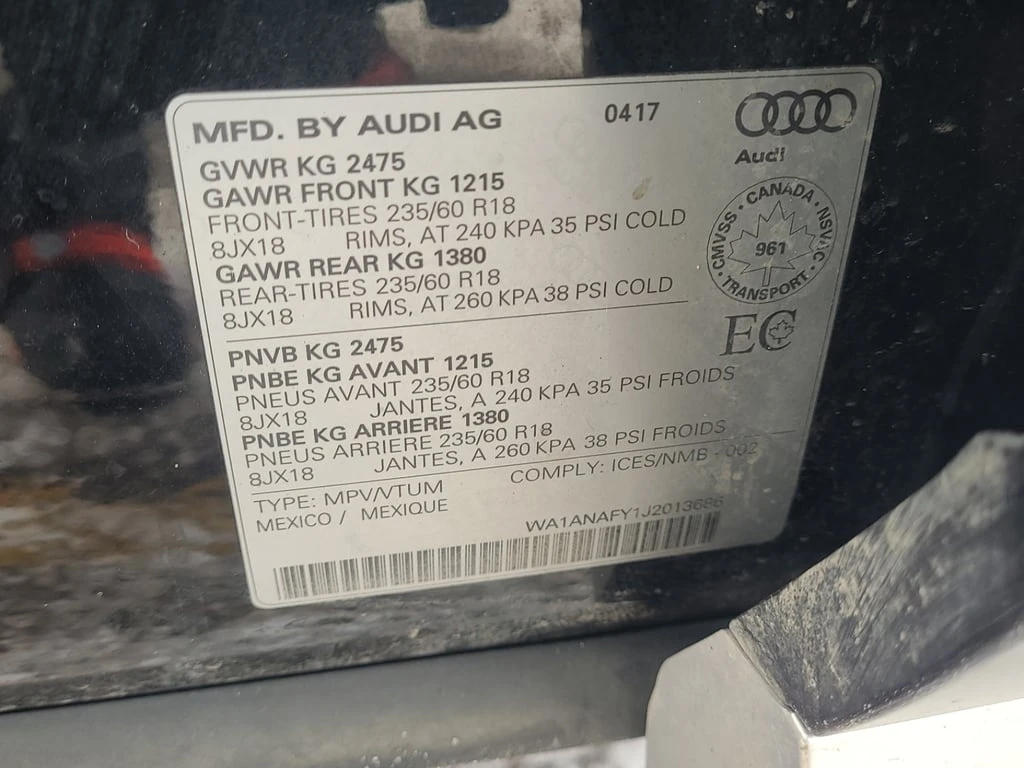 MFD. BY AUDI AG
0417
Audi
GVWR KG 2475
GAWR FRONT KG 1215
FRONT-TIRES 235/60 R18
8JX18 RIMS, AT 240 KPA 35 PSI COLD
GAWR REAR KG 1380
REAR-TIRES 235/60 R18
8JX18 RIMS, AT 260 KPA 38 PSI COLD
CMVSS · CANADA · NSVAC
961
TRANSPORT
EC
PNVB KG 2475
PNBE KG AVANT 1215
PNEUS AVANT 235/60 R18
8JX18 JANTES, A 240 KPA 35 PSI FROIDS
PNBE KG ARRIERE 1380
PNEUS ARRIERE 235/60 R18
8JX18 JANTES, A 260 KPA 38 PSI FROIDS
TYPE: MPV/VTUM
COMPLY: ICES/NMB - 002
MEXICO / MEXIQUE
WA1ANAFY1J2013686